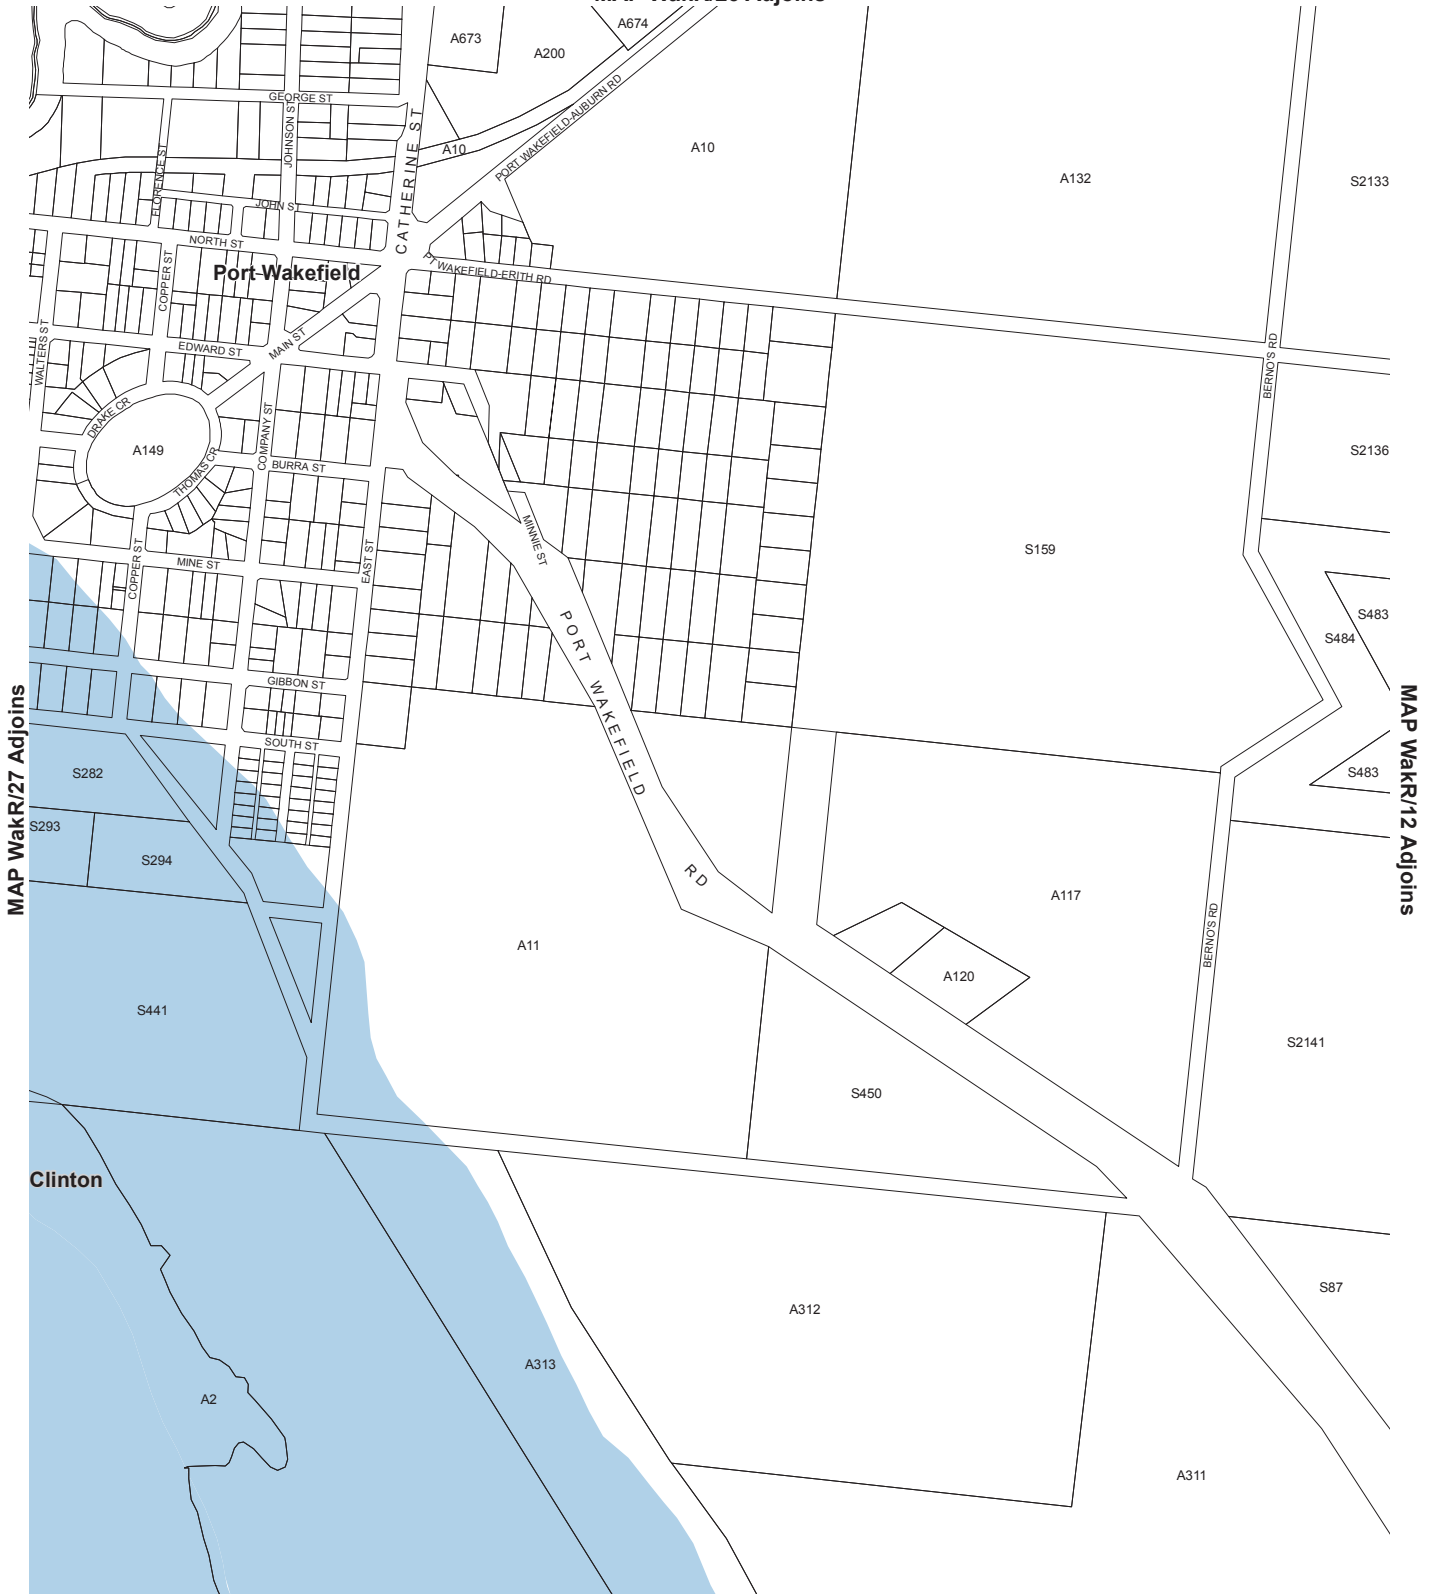 A673
A674
A200
GEORGE ST
JOHNSON ST
CATHERINE ST
PORT WAKEFIELD-AUBURN RD
A10
A10
A132
S2133
FLORENCE ST
JOHN ST
NORTH ST
COPPER ST
Port Wakefield
PT WAKEFIELD-ERITH RD
WALTERS ST
EDWARD ST
MAIN ST
BERNO'S RD
DRAKE CR
A149
THOMAS CR
COMPANY ST
BURRA ST
S2136
MINNIE ST
S159
EAST ST
COPPER ST
MINE ST
S483
S484
PORT WAKEFIELD RD
GIBBON ST
SOUTH ST
MAP WakR/27 Adjoins
MAP WakR/12 Adjoins
S282
S483
S293
S294
A117
BERNO'S RD
A11
A120
S441
S2141
S450
Clinton
S87
A312
A313
A2
A311